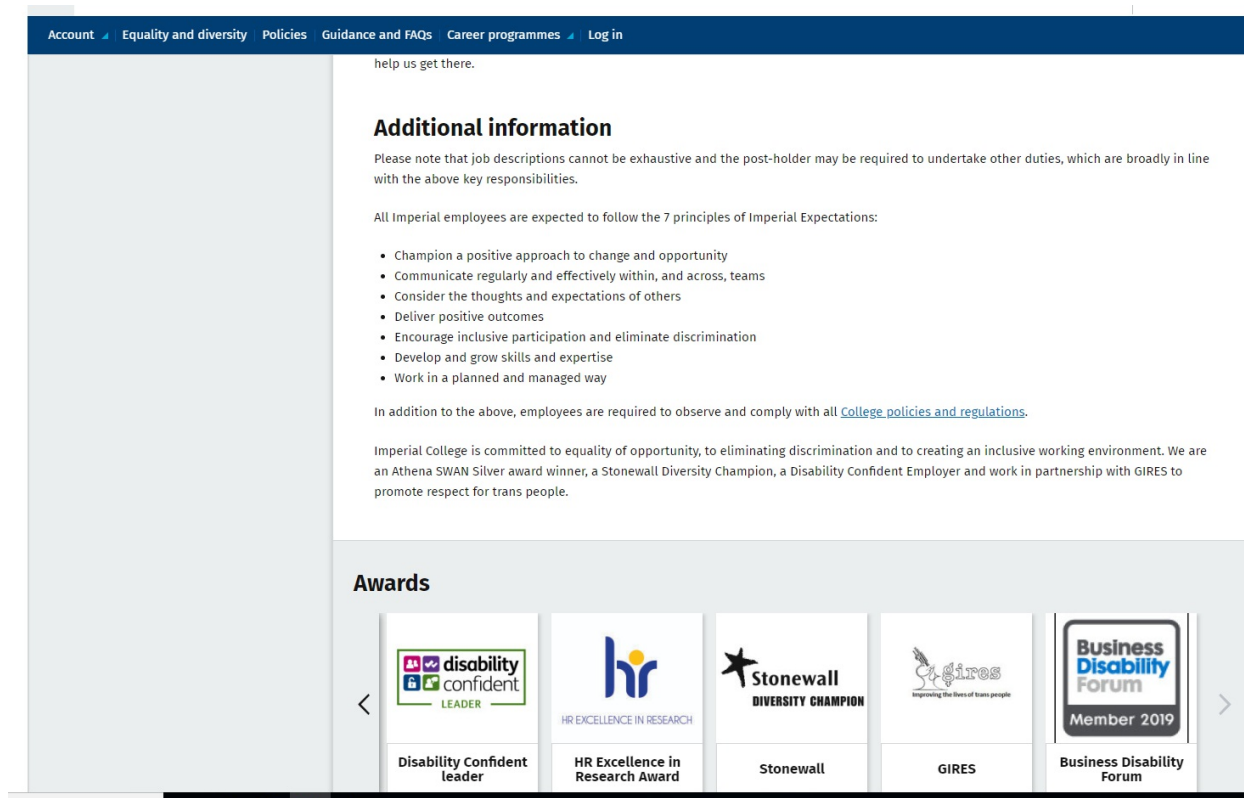 Account Equality and diversity Policies Guidance and FAQs Career programmes Log in
help us get there.
Additional information
Please note that job descriptions cannot be exhaustive and the post-holder may be required to undertake other duties, which are broadly in line
with the above key responsibilities.
All Imperial employees are expected to follow the 7 principles of Imperial Expectations:
• Champion a positive approach to change and opportunity
• Communicate regularly and effectively within, and across, teams
• Consider the thoughts and expectations of others
• Deliver positive outcomes
• Encourage inclusive participation and eliminate discrimination
• Develop and grow skills and expertise
• Work in a planned and managed way
In addition to the above, employees are required to observe and comply with all College policies and regulations.
Imperial College is committed to equality of opportunity, to eliminating discrimination and to creating an inclusive working environment. We are
an Athena SWAN Silver award winner, a Stonewall Diversity Champion, a Disability Confident Employer and work in partnership with GIRES to
promote respect for trans people.
Awards
disability
confident
LEADER
hr
HR EXCELLENCE IN RESEARCH
Stonewall
DIVERSITY CHAMPION
gires
Improving the lives of trans people
Business
Disability
Forum
Member 2019
Disability Confident
leader
HR Excellence in
Research Award
Stonewall
GIRES
Business Disability
Forum